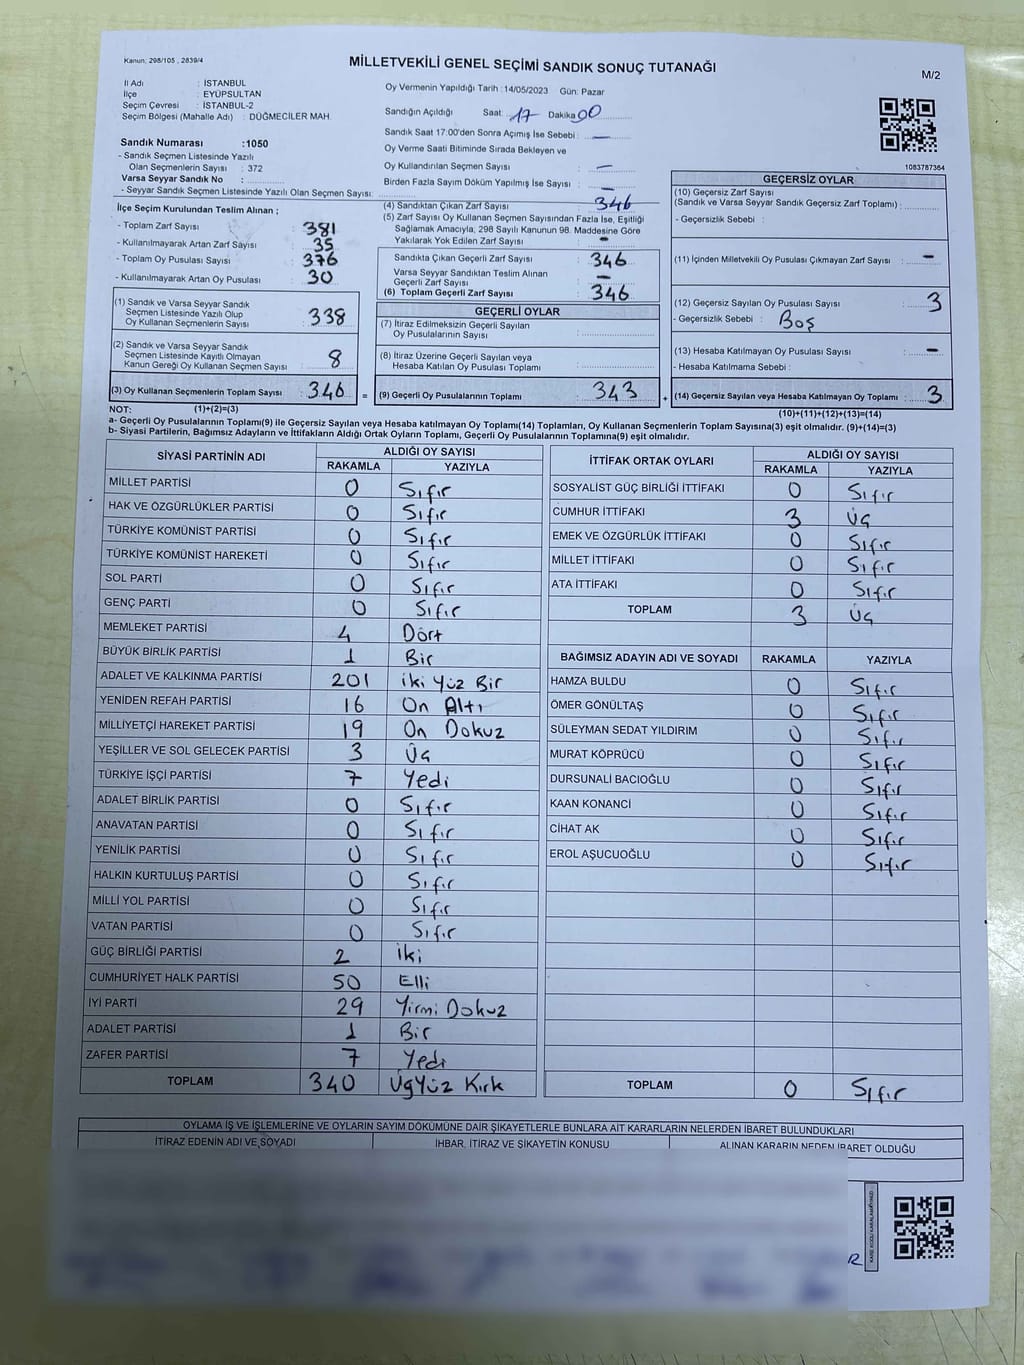 Kanun; 298/105 , 2839/4
MİLLETVEKİLİ GENEL SEÇİMİ SANDIK SONUÇ TUTANAĞI
M/2
İl Adı : İSTANBUL
İlçe : EYÜPSULTAN
Seçim Çevresi : İSTANBUL-2
Seçim Bölgesi (Mahalle Adı) : DÜĞMECİLER MAH.
Sandık Numarası :1050
- Sandık Seçmen Listesinde Yazılı
Olan Seçmenlerin Sayısı : 372
Varsa Seyyar Sandık No :
- Seyyar Sandık Seçmen Listesinde Yazılı Olan Seçmen Sayısı:
Oy Vermenin Yapıldığı Tarih : 14/05/2023 Gün: Pazar
Sandığın Açıldığı Saat: 17 Dakika 00
Sandık Saat 17:00'den Sonra Açımış İse Sebebi : —
Oy Verme Saati Bitiminde Sırada Bekleyen ve
Oy Kullandırılan Seçmen Sayısı : —
Birden Fazla Sayım Döküm Yapılmış İse Sayısı : —
1083787364
İlçe Seçim Kurulundan Teslim Alınan ;
- Toplam Zarf Sayısı : 381
- Kullanılmayarak Artan Zarf Sayısı : 35
- Toplam Oy Pusulası Sayısı : 376
- Kullanılmayarak Artan Oy Pusulası : 30
(1) Sandık ve Varsa Seyyar Sandık
Seçmen Listesinde Yazılı Olup
Oy Kullanan Seçmenlerin Sayısı : 338
(2) Sandık ve Varsa Seyyar Sandık
Seçmen Listesinde Kayıtlı Olmayan
Kanun Gereği Oy Kullanan Seçmen Sayısı : 8
(3) Oy Kullanan Seçmenlerin Toplam Sayısı : 346 =
(4) Sandıktan Çıkan Zarf Sayısı : 346
(5) Zarf Sayısı Oy Kullanan Seçmen Sayısından Fazla İse, Eşitliği
Sağlamak Amacıyla, 298 Sayılı Kanunun 98. Maddesine Göre
Yakılarak Yok Edilen Zarf Sayısı : —
Sandıkta Çıkan Geçerli Zarf Sayısı : 346
Varsa Seyyar Sandıktan Teslim Alınan
Geçerli Zarf Sayısı : —
(6) Toplam Geçerli Zarf Sayısı : 346
GEÇERLİ OYLAR
(7) İtiraz Edilmeksizin Geçerli Sayılan
Oy Pusulalarının Sayısı :
(8) İtiraz Üzerine Geçerli Sayılan veya
Hesaba Katılan Oy Pusulası Toplamı :
(9) Geçerli Oy Pusulalarının Toplamı : 343 +
GEÇERSİZ OYLAR
(10) Geçersiz Zarf Sayısı
(Sandık ve Varsa Seyyar Sandık Geçersiz Zarf Toplamı) :
- Geçersizlik Sebebi :
(11) İçinden Milletvekili Oy Pusulası Çıkmayan Zarf Sayısı : —
(12) Geçersiz Sayılan Oy Pusulası Sayısı : 3
- Geçersizlik Sebebi : Boş
(13) Hesaba Katılmayan Oy Pusulası Sayısı : —
- Hesaba Katılmama Sebebi :
(14) Geçersiz Sayılan veya Hesaba Katılmayan Oy Toplamı : 3
NOT: (1)+(2)=(3) (10)+(11)+(12)+(13)=(14)
a- Geçerli Oy Pusulalarının Toplamı(9) ile Geçersiz Sayılan veya Hesaba katılmayan Oy Toplamı(14) Toplamları, Oy Kullanan Seçmenlerin Toplam Sayısına(3) eşit olmalıdır. (9)+(14)=(3)
b- Siyasi Partilerin, Bağımsız Adayların ve İttifakların Aldığı Ortak Oyların Toplamı, Geçerli Oy Pusulalarının Toplamına(9) eşit olmalıdır.
SİYASİ PARTİNİN ADI ALDIĞI OY SAYISI
RAKAMLA YAZIYLA
MİLLET PARTİSİ 0 Sıfır
HAK VE ÖZGÜRLÜKLER PARTİSİ 0 Sıfır
TÜRKİYE KOMÜNİST PARTİSİ 0 Sıfır
TÜRKİYE KOMÜNİST HAREKETİ 0 Sıfır
SOL PARTİ 0 Sıfır
GENÇ PARTİ 0 Sıfır
MEMLEKET PARTİSİ 4 Dört
BÜYÜK BİRLİK PARTİSİ 1 Bir
ADALET VE KALKINMA PARTİSİ 201 iki Yüz Bir
YENİDEN REFAH PARTİSİ 16 On Altı
MİLLİYETÇİ HAREKET PARTİSİ 19 On Dokuz
YEŞİLLER VE SOL GELECEK PARTİSİ 3 Üç
TÜRKİYE İŞÇİ PARTİSİ 7 Yedi
ADALET BİRLİK PARTİSİ 0 Sıfır
ANAVATAN PARTİSİ 0 Sıfır
YENİLİK PARTİSİ 0 Sıfır
HALKIN KURTULUŞ PARTİSİ 0 Sıfır
MİLLİ YOL PARTİSİ 0 Sıfır
VATAN PARTİSİ 0 Sıfır
GÜÇ BİRLİĞİ PARTİSİ 2 İki
CUMHURİYET HALK PARTİSİ 50 Elli
İYİ PARTİ 29 Yirmi Dokuz
ADALET PARTİSİ 1 Bir
ZAFER PARTİSİ 7 Yedi
TOPLAM 340 ÜçYüz Kırk
İTTİFAK ORTAK OYLARI ALDIĞI OY SAYISI
RAKAMLA YAZIYLA
SOSYALİST GÜÇ BİRLİĞİ İTTİFAKI 0 Sıfır
CUMHUR İTTİFAKI 3 Üç
EMEK VE ÖZGÜRLÜK İTTİFAKI 0 Sıfır
MİLLET İTTİFAKI 0 Sıfır
ATA İTTİFAKI 0 Sıfır
TOPLAM 3 Üç
BAĞIMSIZ ADAYIN ADI VE SOYADI RAKAMLA YAZIYLA
HAMZA BULDU 0 Sıfır
ÖMER GÖNÜLTAŞ 0 Sıfır
SÜLEYMAN SEDAT YILDIRIM 0 Sıfır
MURAT KÖPRÜCÜ 0 Sıfır
DURSUNALİ BACIOĞLU 0 Sıfır
KAAN KONANCİ 0 Sıfır
CİHAT AK 0 Sıfır
EROL AŞUCUOĞLU 0 Sıfır
TOPLAM 0 Sıfır
OYLAMA İŞ VE İŞLEMLERİNE VE OYLARIN SAYIM DÖKÜMÜNE DAİR ŞİKAYETLERLE BUNLARA AİT KARARLARIN NELERDEN İBARET BULUNDUKLARI
İTİRAZ EDENİN ADI VE SOYADI İHBAR, İTİRAZ VE ŞİKAYETİN KONUSU ALINAN KARARIN NEDEN İBARET OLDUĞU